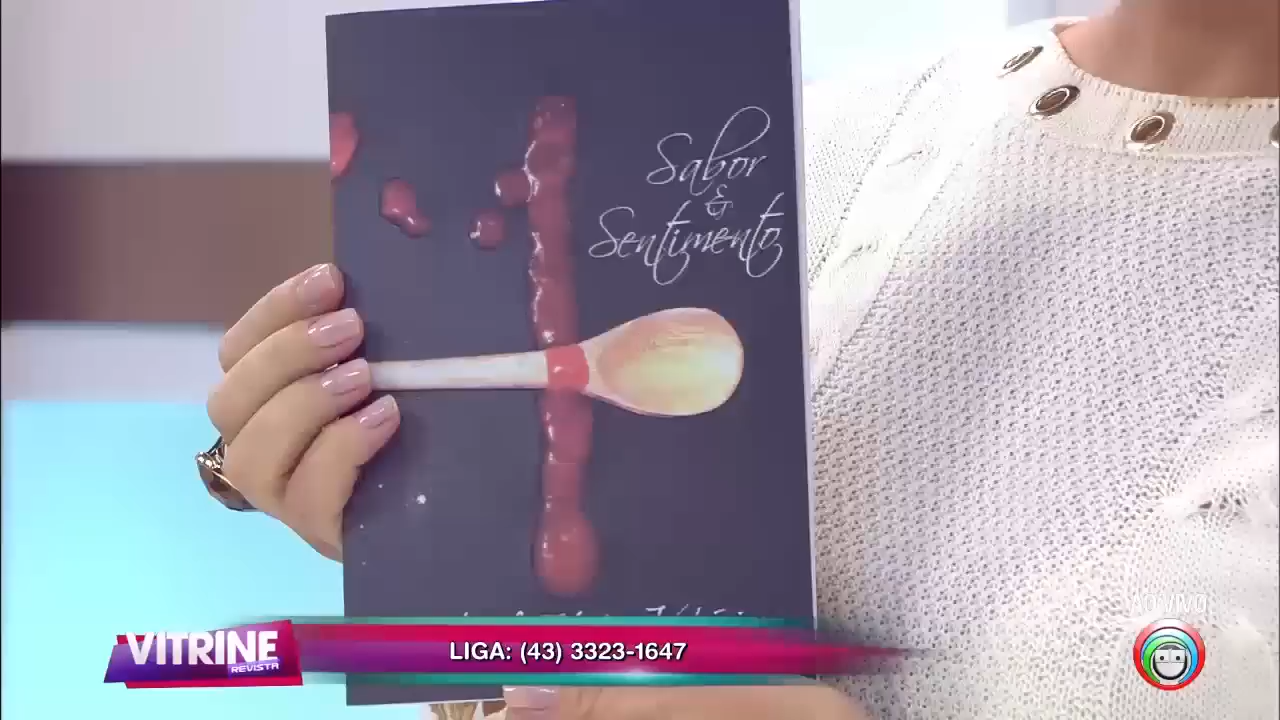 Sabor
&
Sentimento
AO VIVO
VITRINE
REVISTA
LIGA: (43) 3323-1647